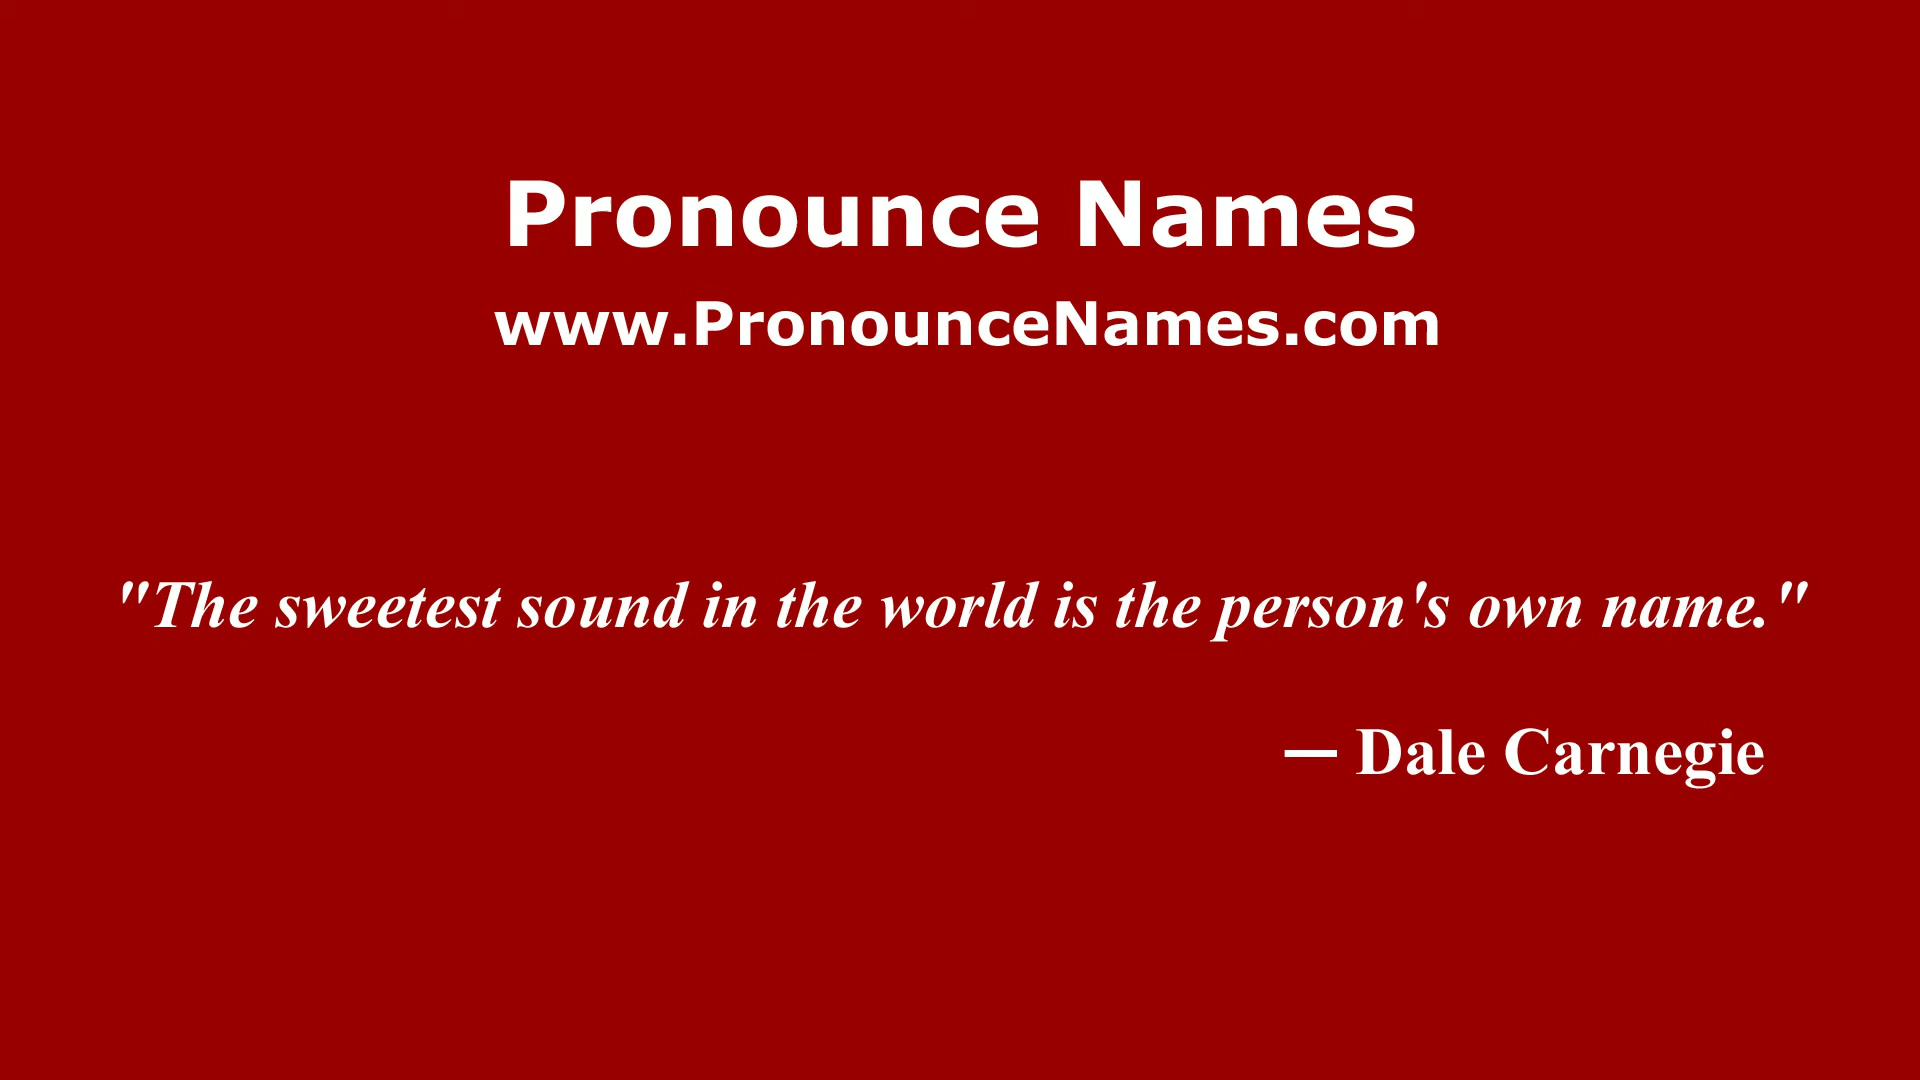 Pronounce Names
www.PronounceNames.com
"The sweetest sound in the world is the person's own name."
— Dale Carnegie